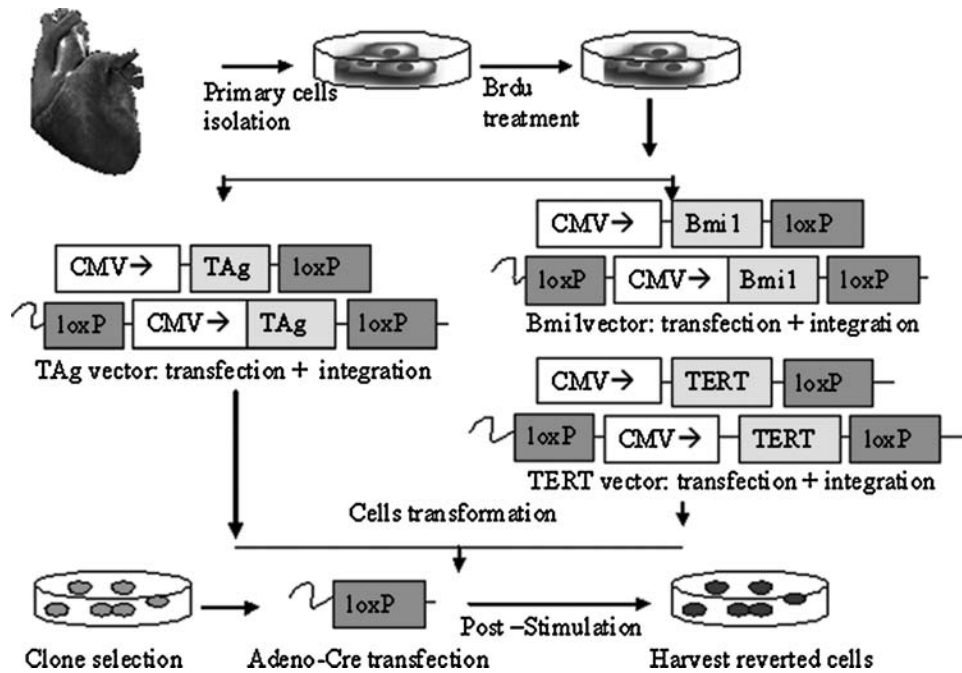 Primary cells
isolation
Brdu
treatment
CMV→ Bmi1 loxP
loxP CMV→ Bmi1 loxP
Bmi1vector: transfection + integration
CMV→ TAg loxP
loxP CMV→ TAg loxP
TAg vector: transfection + integration
CMV→ TERT loxP
loxP CMV→ TERT loxP
TERT vector: transfection + integration
Cells transformation
loxP
Post –Stimulation
Clone selection
Adeno-Cre transfection
Harvest reverted cells